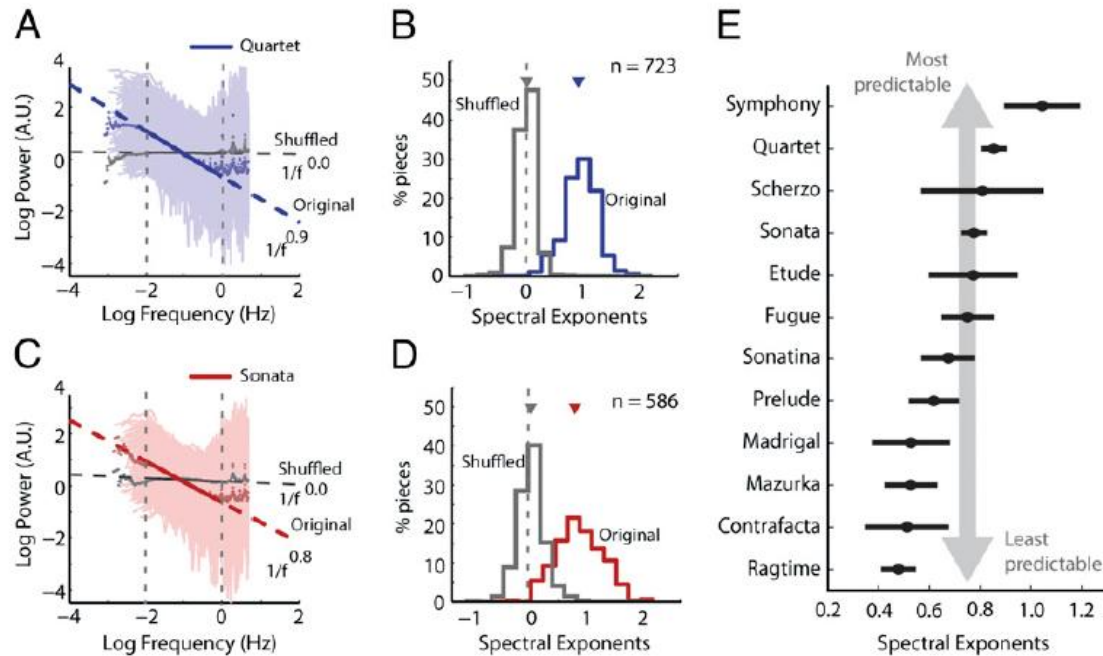 A
Quartet
4
2
0
−2
−4
Log Power (A.U.)
Shuffled
1/f 0.0
Original
1/f 0.9
−4
−2
0
2
Log Frequency (Hz)
B
n = 723
50
40
30
20
10
0
% pieces
Shuffled
Original
−1
0
1
2
Spectral Exponents
C
Sonata
4
2
0
−2
−4
Log Power (A.U.)
Shuffled
1/f 0.0
Original
1/f 0.8
−4
−2
0
2
Log Frequency (Hz)
D
n = 586
50
40
30
20
10
0
% pieces
Shuffled
Original
−1
0
1
2
Spectral Exponents
E
Most
predictable
Symphony
Quartet
Scherzo
Sonata
Etude
Fugue
Sonatina
Prelude
Madrigal
Mazurka
Contrafacta
Ragtime
Least
predictable
0.2
0.4
0.6
0.8
1.0
1.2
Spectral Exponents